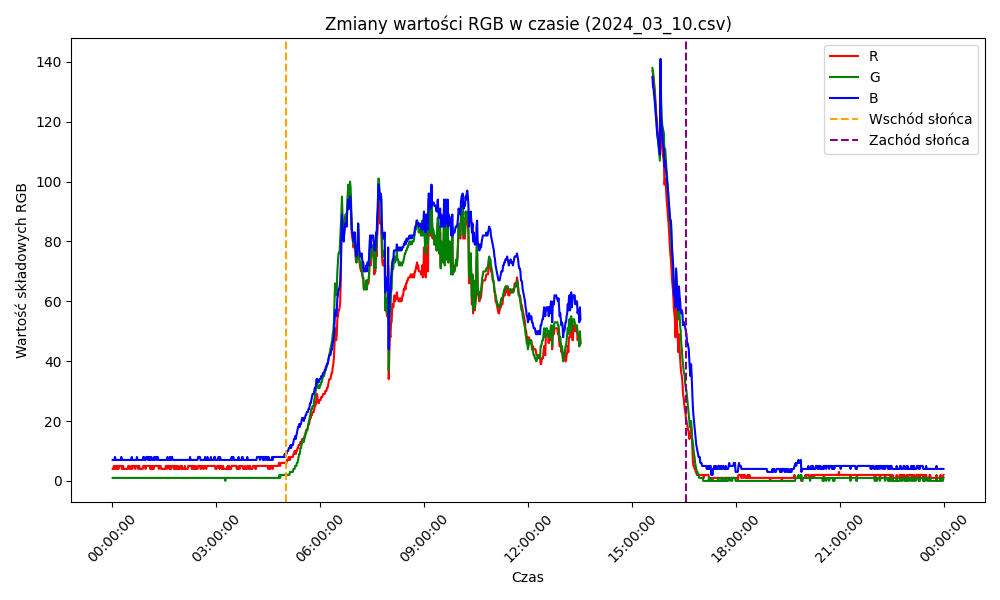 Zmiany wartości RGB w czasie (2024_03_10.csv)
Wartość składowych RGB
140
120
100
80
60
40
20
0
R
G
B
Wschód słońca
Zachód słońca
00:00:00
03:00:00
06:00:00
09:00:00
12:00:00
15:00:00
18:00:00
21:00:00
00:00:00
Czas